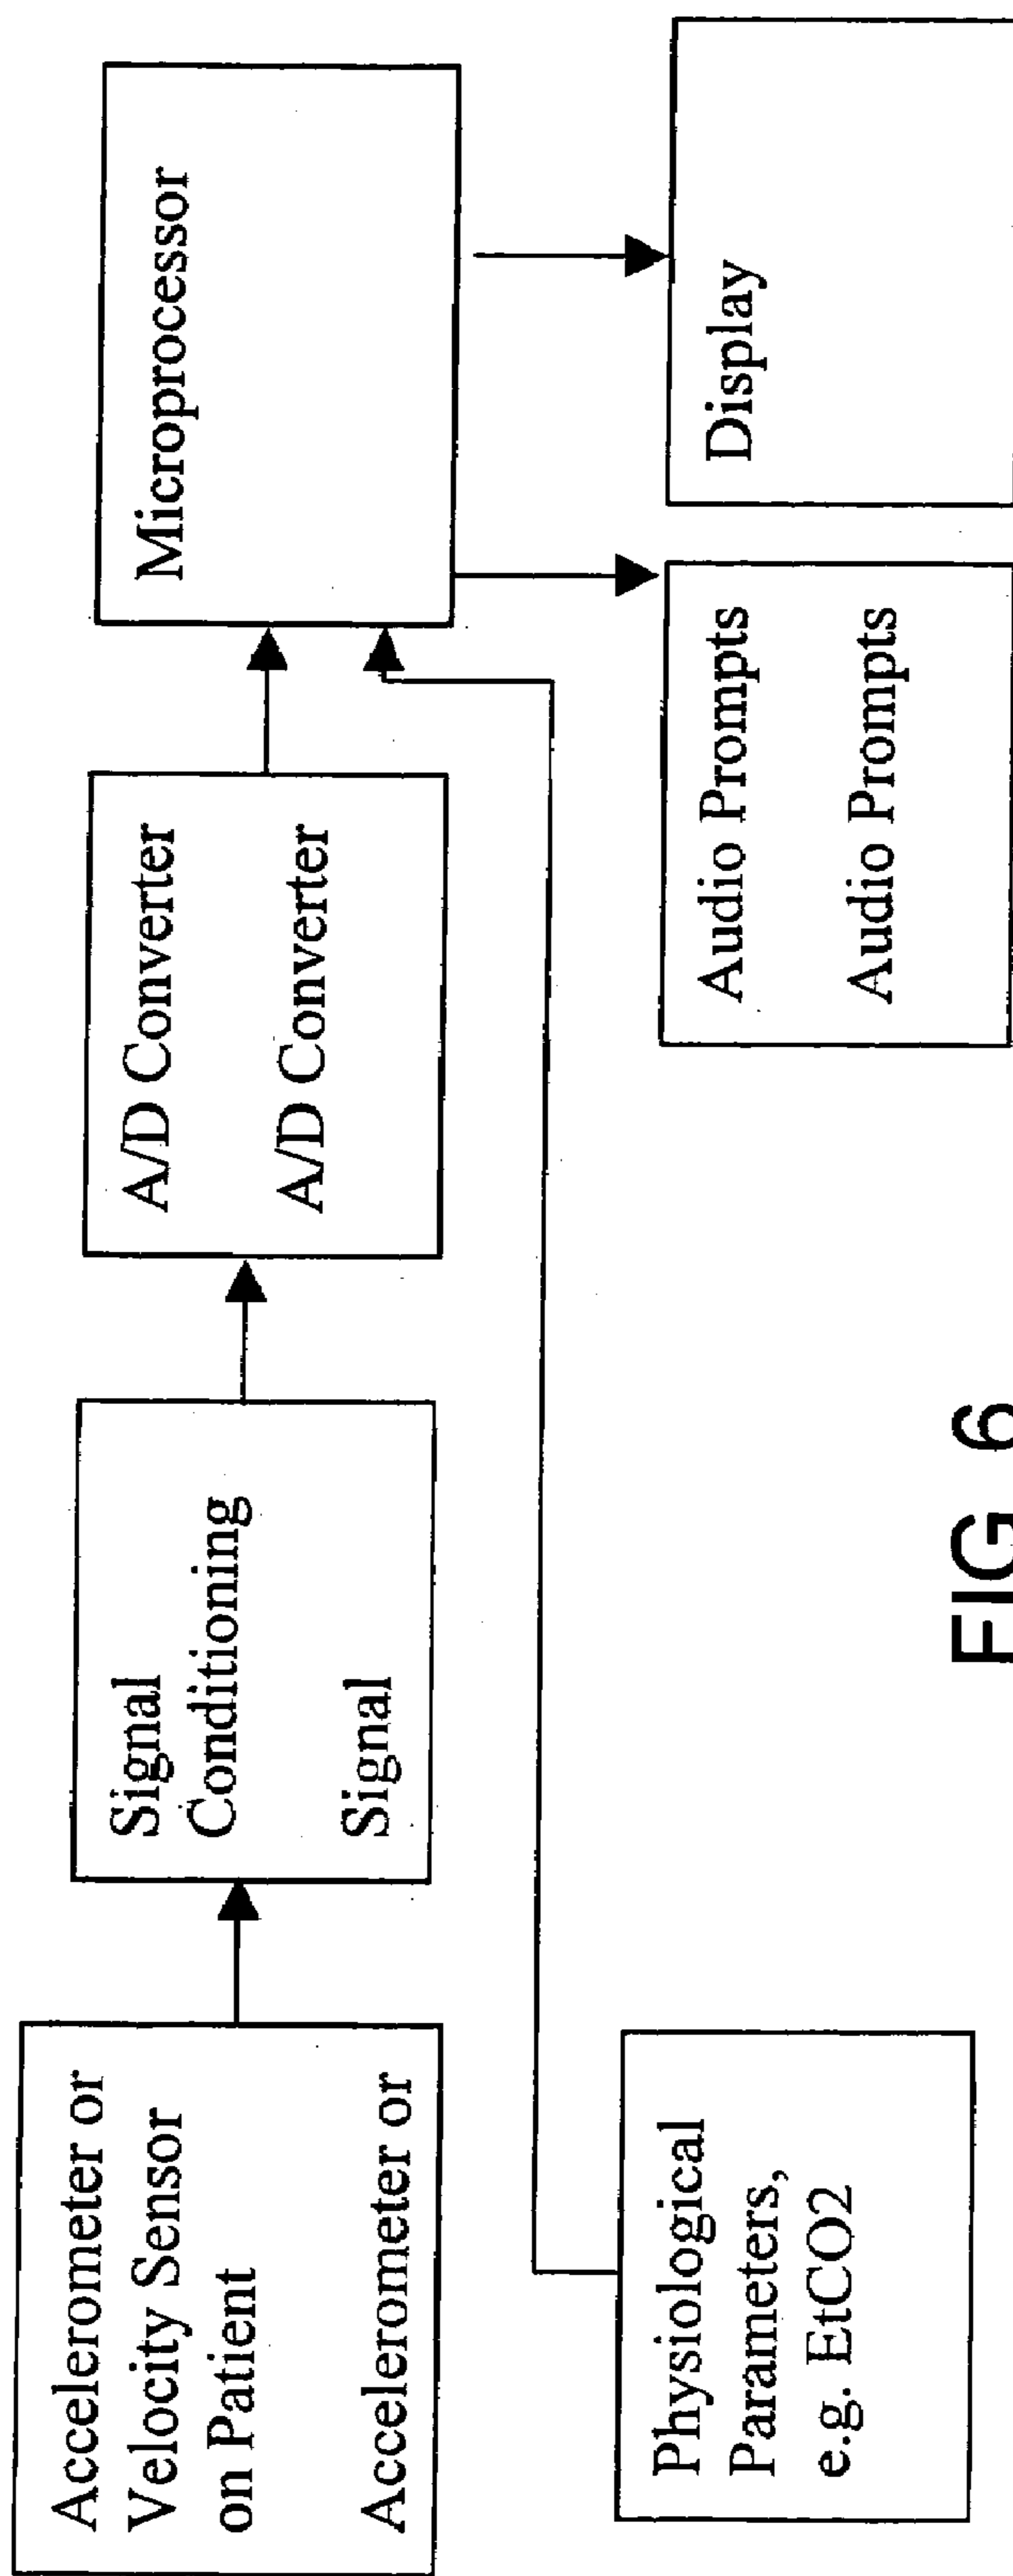 Accelerometer or
Velocity Sensor
on Patient
Accelerometer or
Signal
Conditioning
Signal
A/D Converter
A/D Converter
Microprocessor
Physiological
Parameters,
e.g. EtCO2
Audio Prompts
Audio Prompts
Display
FIG 6